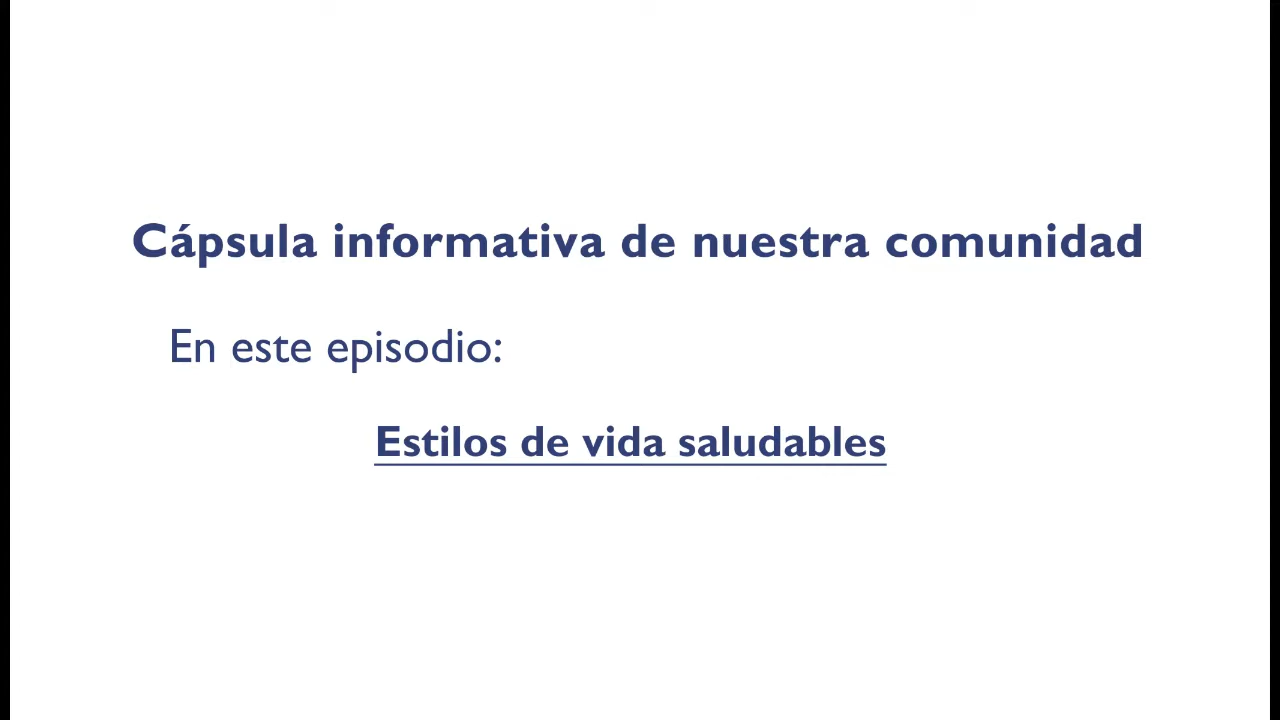 Cápsula informativa de nuestra comunidad
En este episodio:
Estilos de vida saludables